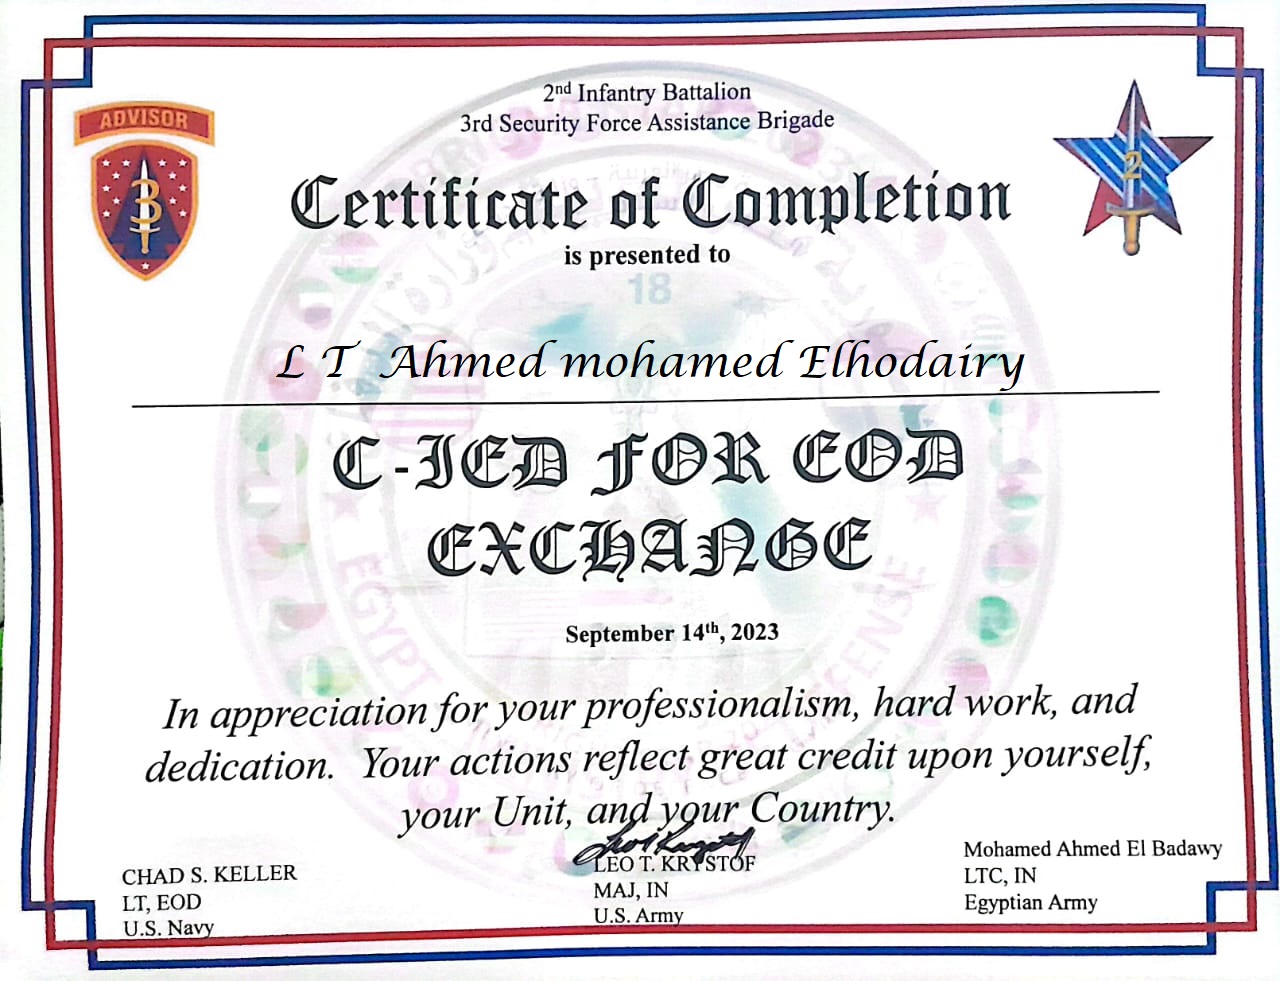 2nd Infantry Battalion
3rd Security Force Assistance Brigade
ADVISOR
3
2
Certificate of Completion
is presented to
18
L T Ahmed mohamed Elhodairy
C-IED FOR EOD
EXCHANGE
EGYPT
September 14th, 2023
In appreciation for your professionalism, hard work, and
dedication. Your actions reflect great credit upon yourself,
your Unit, and your Country.
CHAD S. KELLER
LT, EOD
U.S. Navy
LEO T. KRYSTOF
MAJ, IN
U.S. Army
Mohamed Ahmed El Badawy
LTC, IN
Egyptian Army